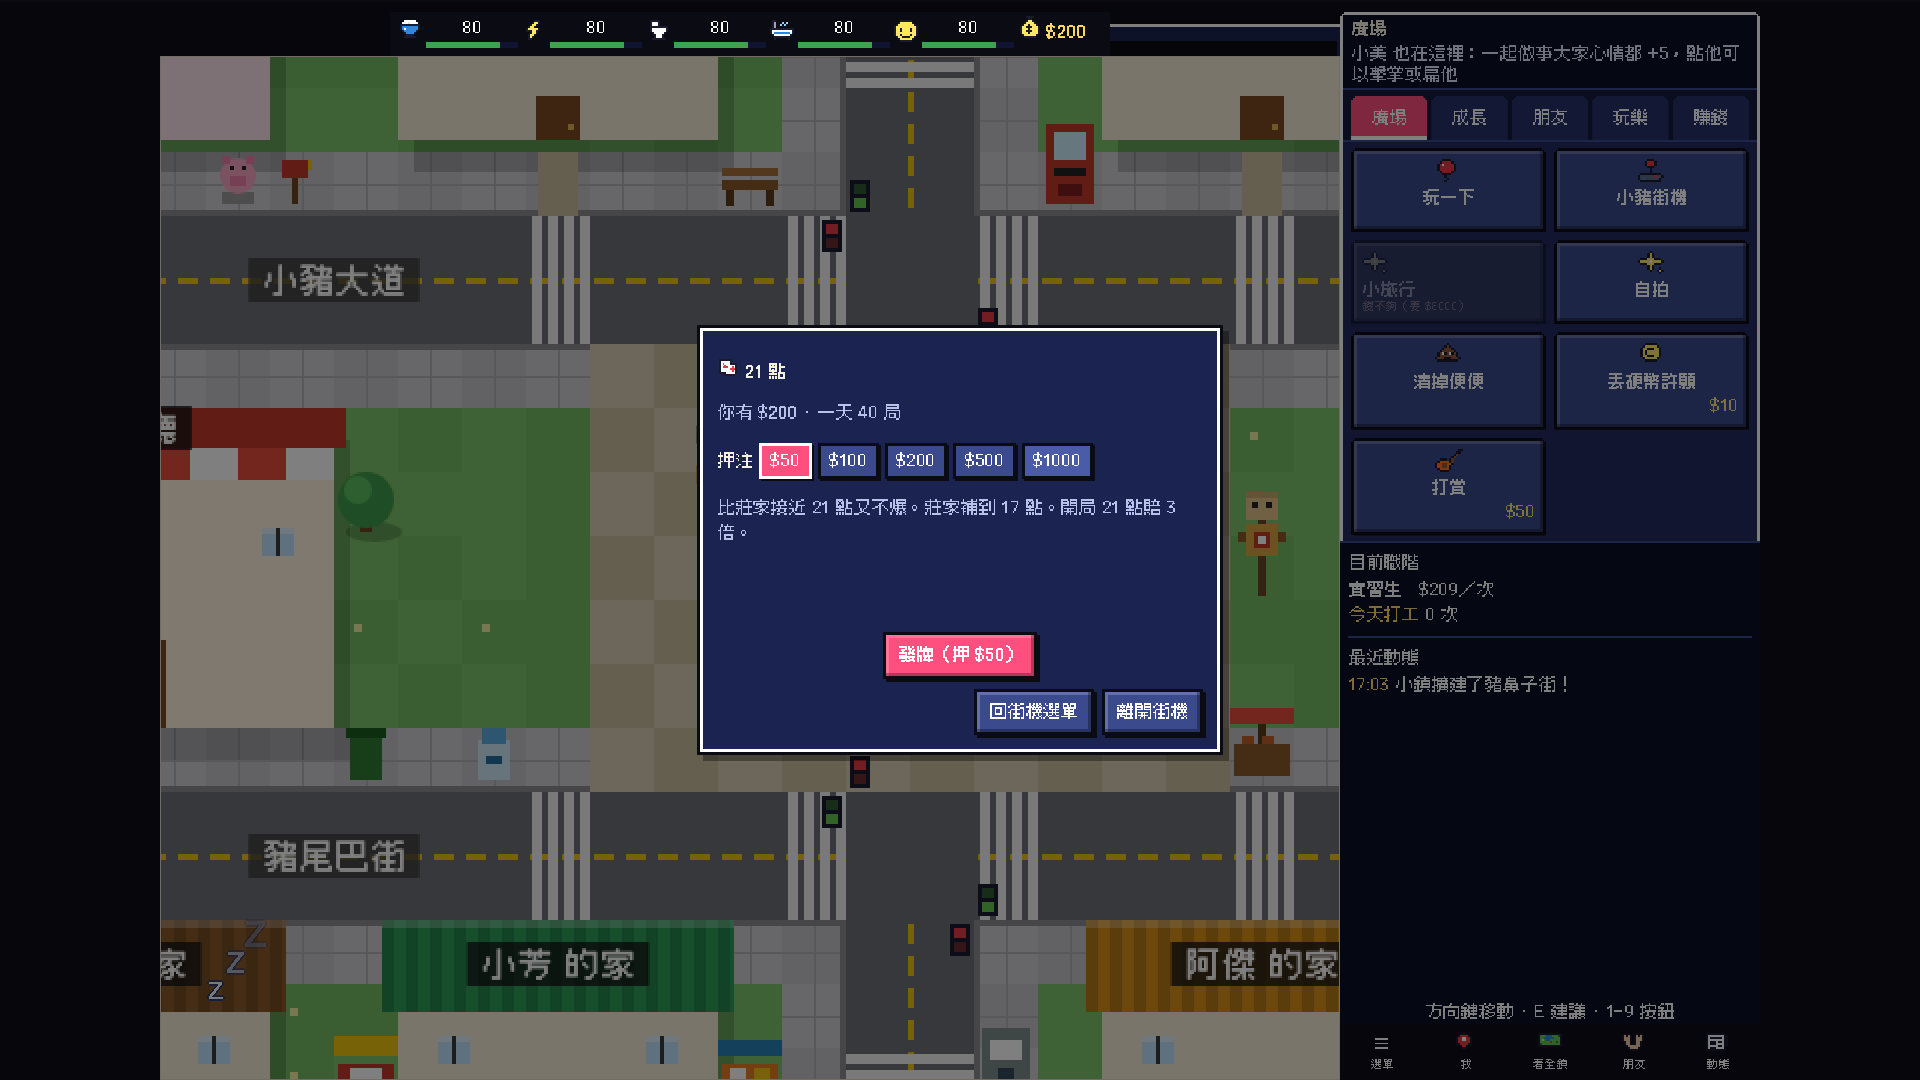 80 80 80 80 80 $200
廣場
小美 也在這裡：一起做事大家心情都 +5，點他可
以擊掌或扁他
廣場 成長 朋友 玩樂 賺錢
玩一下
小豬街機
小旅行
錢不夠（要 $8000）
自拍
清掉便便
丟硬幣許願
$10
打賞
$50
目前職階
實習生 $209／次
今天打工 0 次
最近動態
17:03 小鎮擴建了豬鼻子街！
方向鍵移動 · E 建議 · 1-9 按鈕
選單 我 看全鎮 朋友 動態
小豬大道
21 點
你有 $200 · 一天 40 局
押注 $50 $100 $200 $500 $1000
比莊家接近 21 點又不爆。莊家補到 17 點。開局 21 點賠 3
倍。
發牌（押 $50）
回街機選單 離開街機
豬尾巴街
Z
Z
Z
家
小芳 的家
阿傑 的家